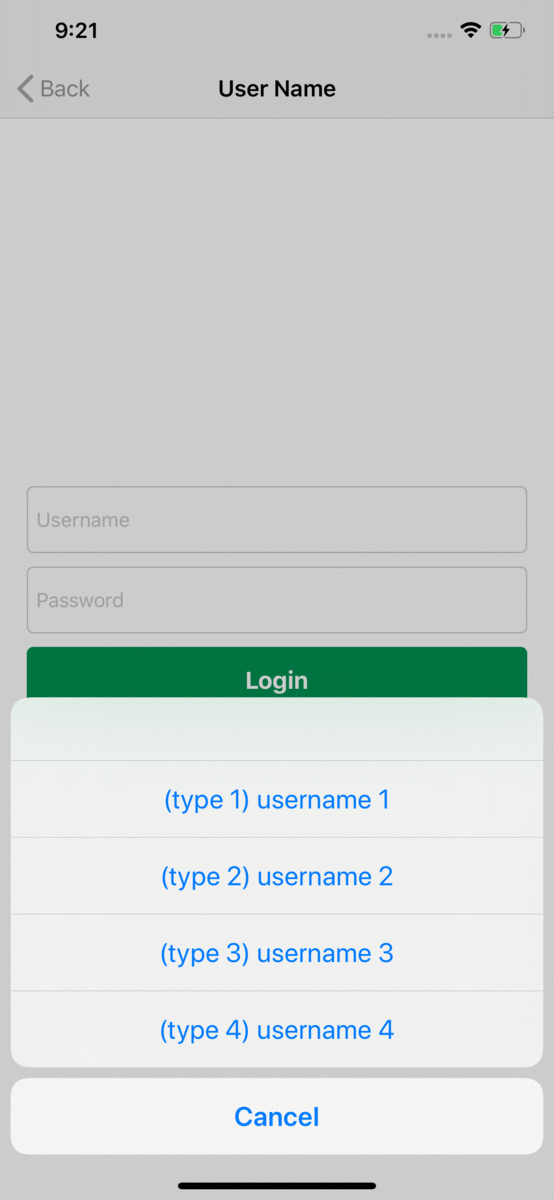 9:21
Back
User Name
Username
Password
Login
(type 1) username 1
(type 2) username 2
(type 3) username 3
(type 4) username 4
Cancel